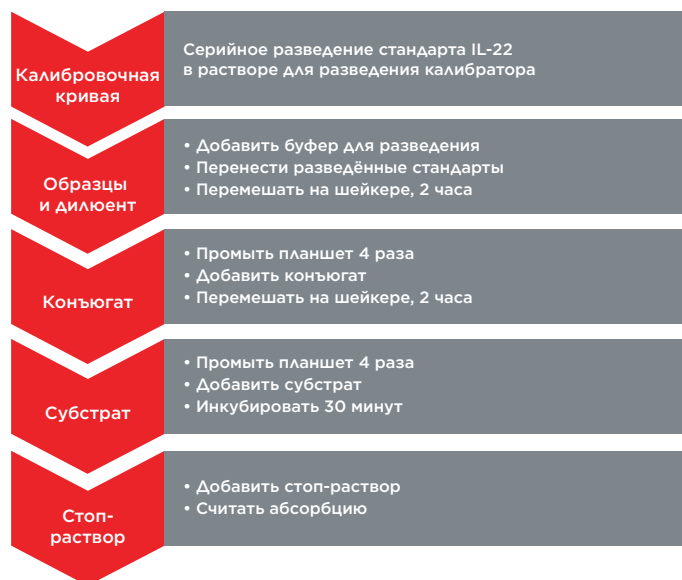 Калибровочная
кривая
Серийное разведение стандарта IL-22
в растворе для разведения калибратора
Образцы
и дилюент
• Добавить буфер для разведения
• Перенести разведённые стандарты
• Перемешать на шейкере, 2 часа
Конъюгат
• Промыть планшет 4 раза
• Добавить конъюгат
• Перемешать на шейкере, 2 часа
Субстрат
• Промыть планшет 4 раза
• Добавить субстрат
• Инкубировать 30 минут
Стоп-
раствор
• Добавить стоп-раствор
• Считать абсорбцию